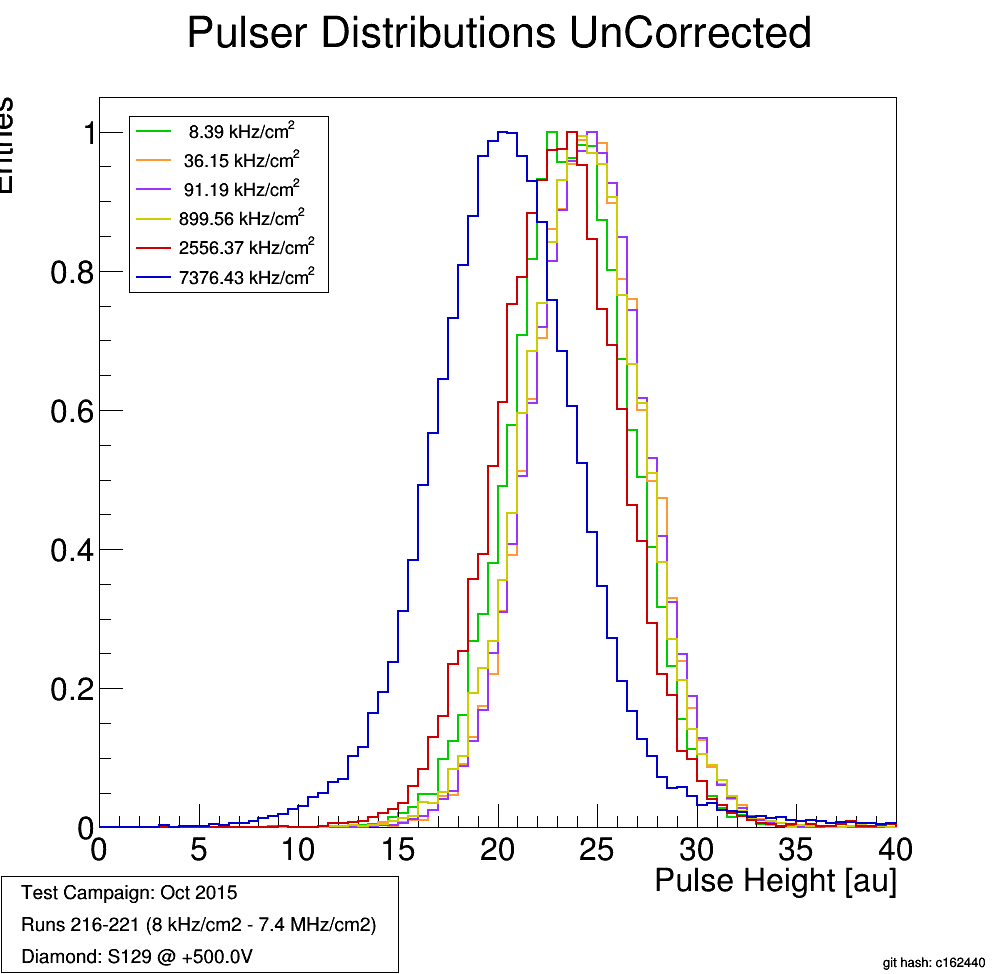 Pulser Distributions UnCorrected
Entries
1
0.8
0.6
0.4
0.2
0
8.39 kHz/cm²
36.15 kHz/cm²
91.19 kHz/cm²
899.56 kHz/cm²
2556.37 kHz/cm²
7376.43 kHz/cm²
0 5 10 15 20 25 30 35 40
Pulse Height [au]
Test Campaign: Oct 2015
Runs 216-221 (8 kHz/cm2 - 7.4 MHz/cm2)
Diamond: S129 @ +500.0V
git hash: c162440